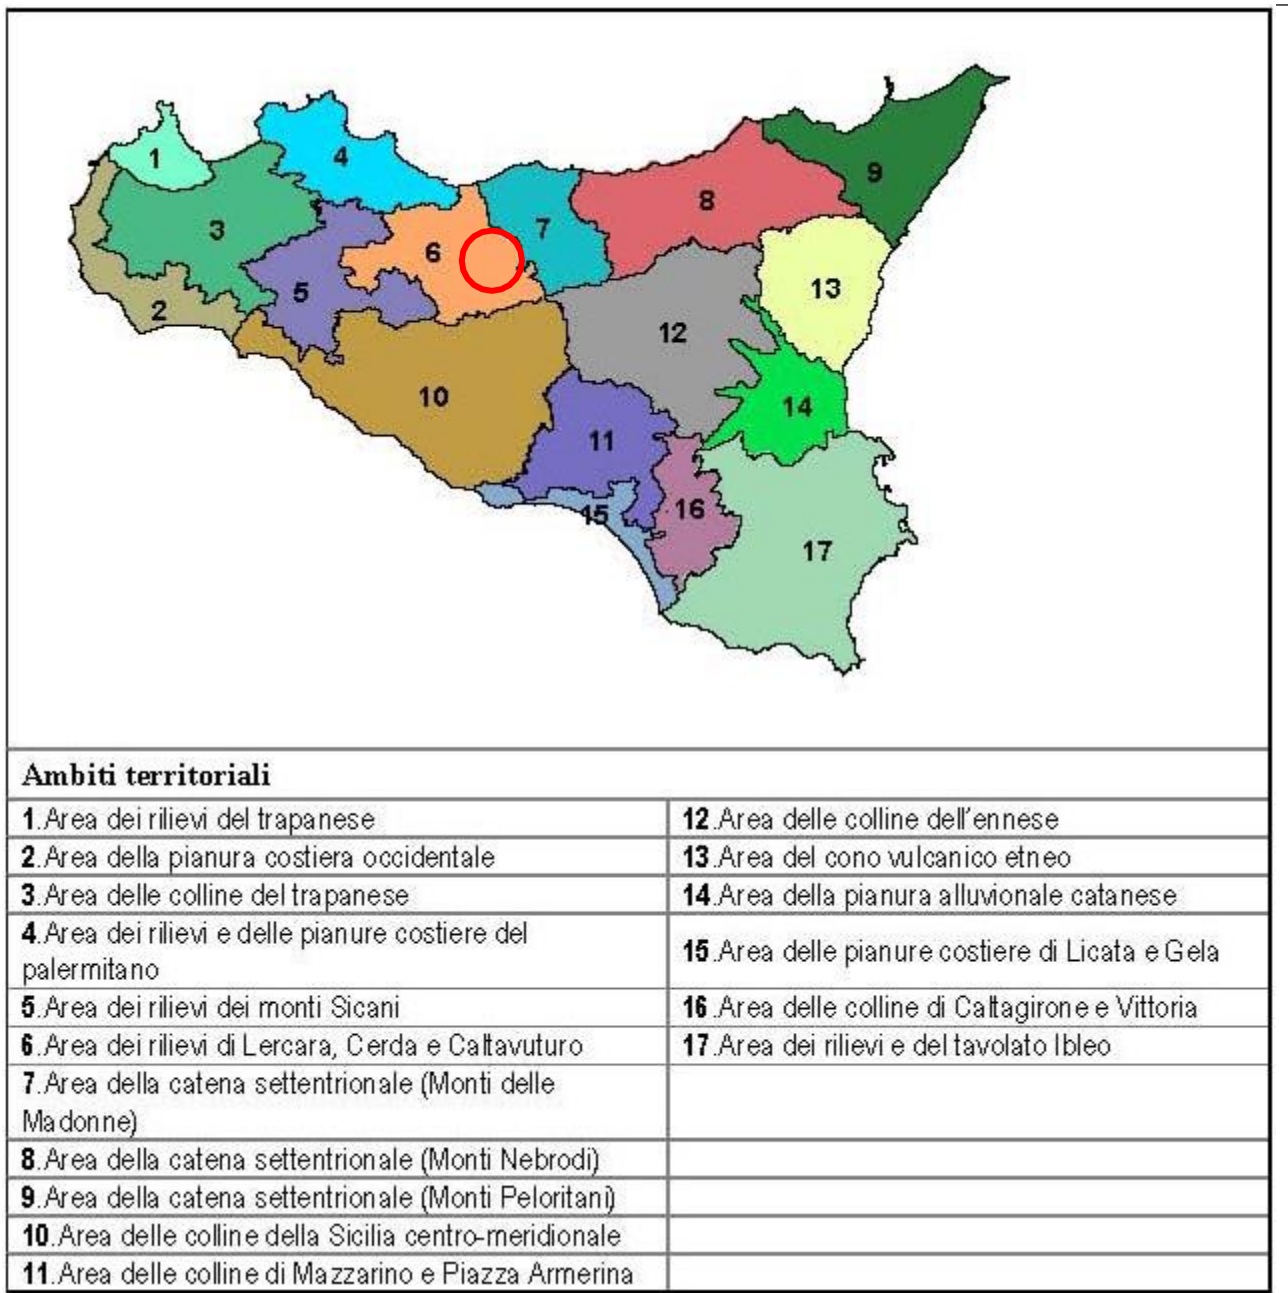 1
4
9
8
3
7
6
13
5
2
12
10
14
11
16
15
17
Ambiti territoriali
1.Area dei rilievi del trapanese
12.Area delle colline dell'ennese
2.Area della pianura costiera occidentale
13.Area del cono vulcanico etneo
3.Area delle colline del trapanese
14.Area della pianura alluvionale catanese
4.Area dei rilievi e delle pianure costiere del
palermitano
15.Area delle pianure costiere di Licata e Gela
5.Area dei rilievi dei monti Sicani
16.Area delle colline di Caltagirone e Vittoria
6.Area dei rilievi di Lercara, Cerda e Caltavuturo
17.Area dei rilievi e del tavolato Ibleo
7.Area della catena settentrionale (Monti delle
Madonne)
8.Area della catena settentrionale (Monti Nebrodi)
9.Area della catena settentrionale (Monti Peloritani)
10.Area delle colline della Sicilia centro-meridionale
11.Area delle colline di Mazzarino e Piazza Armerina